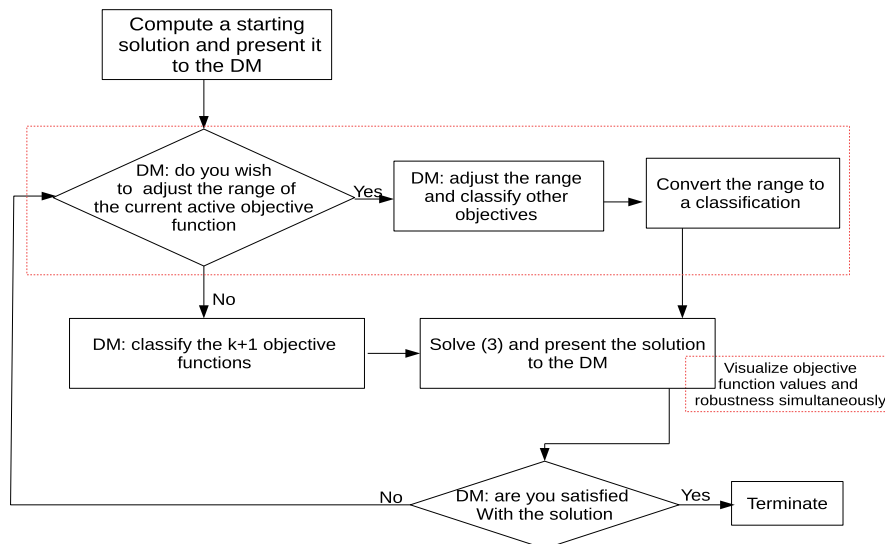 Compute a starting
solution and present it
to the DM
DM: do you wish
to adjust the range of
the current active objective
function
Yes
DM: adjust the range
and classify other
objectives
Convert the range to
a classification
No
DM: classify the k+1 objective
functions
Solve (3) and present the solution
to the DM
Visualize objective
function values and
robustness simultaneously
No
DM: are you satisfied
With the solution
Yes
Terminate